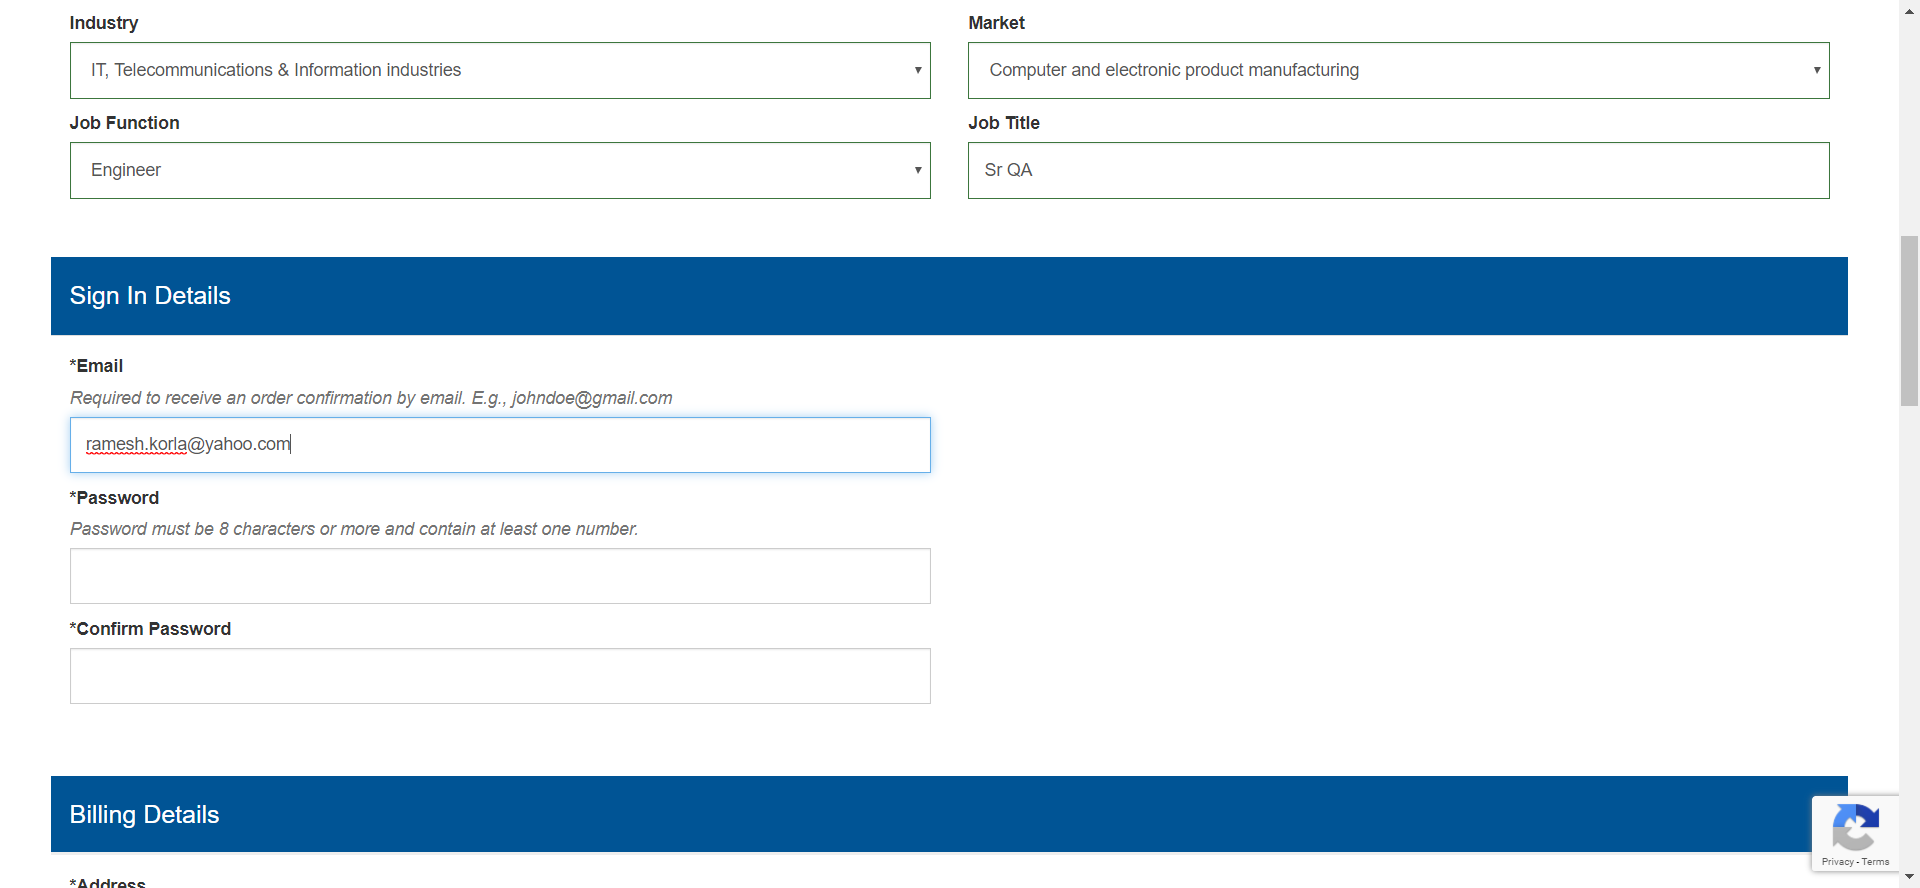 Industry
Market
IT, Telecommunications & Information industries
Computer and electronic product manufacturing
Job Function
Job Title
Engineer
Sr QA
Sign In Details
*Email
Required to receive an order confirmation by email. E.g., johndoe@gmail.com
ramesh.korla@yahoo.com
*Password
Password must be 8 characters or more and contain at least one number.
*Confirm Password
Billing Details
Privacy - Terms
*Address